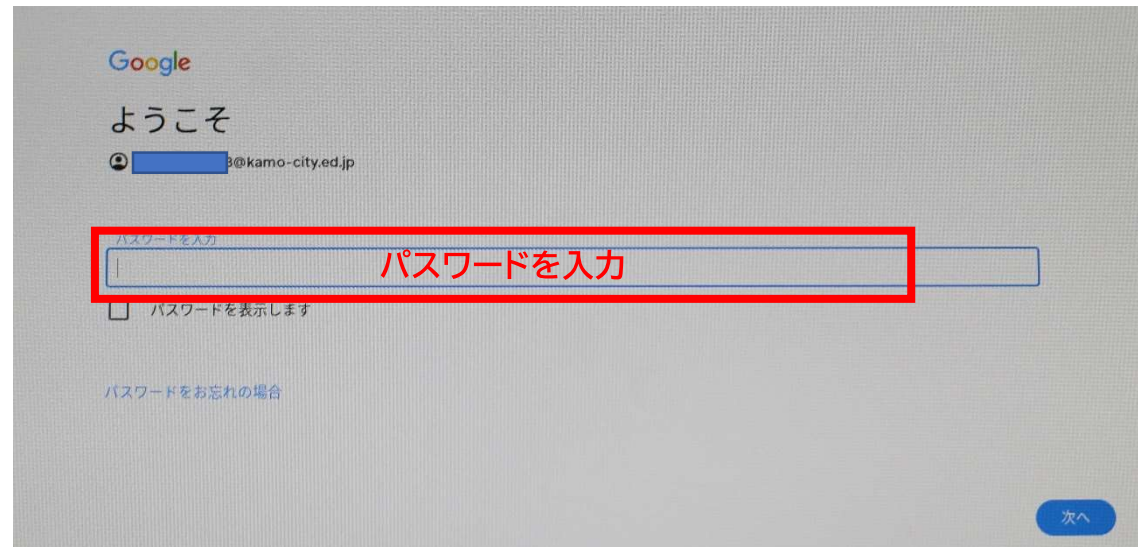 Google
ようこそ
3@kamo-city.ed.jp
パスワードを入力
パスワードを入力
パスワードを表示します
パスワードをお忘れの場合
次へ